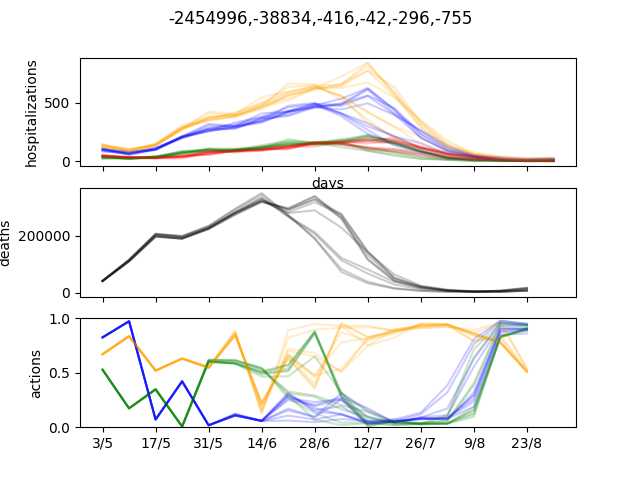 -2454996,-38834,-416,-42,-296,-755
hospitalizations
500
0
days
deaths
200000
0
actions
1.0
0.5
0.0
3/5 17/5 31/5 14/6 28/6 12/7 26/7 9/8 23/8